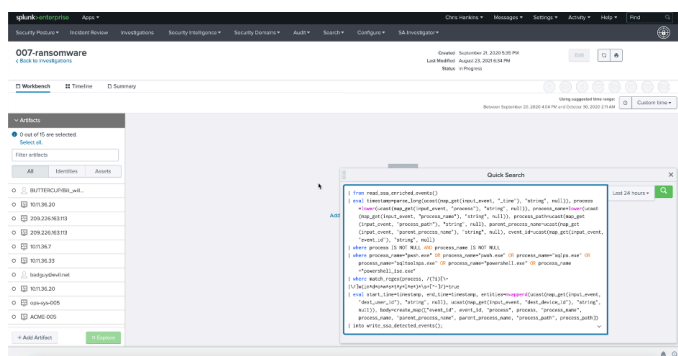 splunk>enterprise Apps ▾
Chris Hankins ▾ Messages ▾ Settings ▾ Activity ▾ Help ▾ Find
Security Posture ▾ Incident Review Investigations Security Intelligence ▾ Security Domains ▾ Audit ▾ Search ▾ Configure ▾ SA Investigator ▾
007-ransomware
< Back to investigations
Created September 21, 2020 5:35 PM
Last Modified August 23, 2021 6:34 PM
Status In Progress
Edit
Workbench Timeline Summary
Using suggested time range:
Between September 20, 2020 4:09 PM and October 30, 2020 2:11 AM
Custom time ▾
Artifacts
0 out of 15 are selected.
Select all.
Filter artifacts
All Identities Assets
BUTTERCUP/Bill_will...
10.11.36.20
209.226.163.113
209.226.163.113
10.11.36.7
10.11.36.33
badguy@evil.net
10.11.36.20
ops-sys-005
ACME-005
+ Add Artifact Explore
Add
Quick Search
Last 24 hours ▾
| from read_ssa_enriched_events()
| eval timestamp=parse_long(ucast(map_get(input_event, "_time"), "string", null)), process
=lower(ucast(map_get(input_event, "process"), "string", null)), process_name=lower(ucast
(map_get(input_event, "process_name"), "string", null)), process_path=ucast(map_get
(input_event, "process_path"), "string", null), parent_process_name=ucast(map_get
(input_event, "parent_process_name"), "string", null), event_id=ucast(map_get(input_event,
"event_id"), "string", null)
| where process IS NOT NULL AND process_name IS NOT NULL
| where process_name="pwsh.exe" OR process_name="pwsh.exe" OR process_name="sqlps.exe" OR
process_name="sqltoolsps.exe" OR process_name="powershell.exe" OR process_name
="powershell_ise.exe"
| eval start_time=timestamp, end_time=timestamp, entities=mvappend(ucast(map_get(input_event,
"dest_user_id"), "string", null), ucast(map_get(input_event, "dest_device_id"), "string",
null)), body=create_map(["event_id", event_id, "process", process, "process_name",
process_name, "parent_process_name", parent_process_name, "process_path", process_path])
| into write_ssa_detected_events();